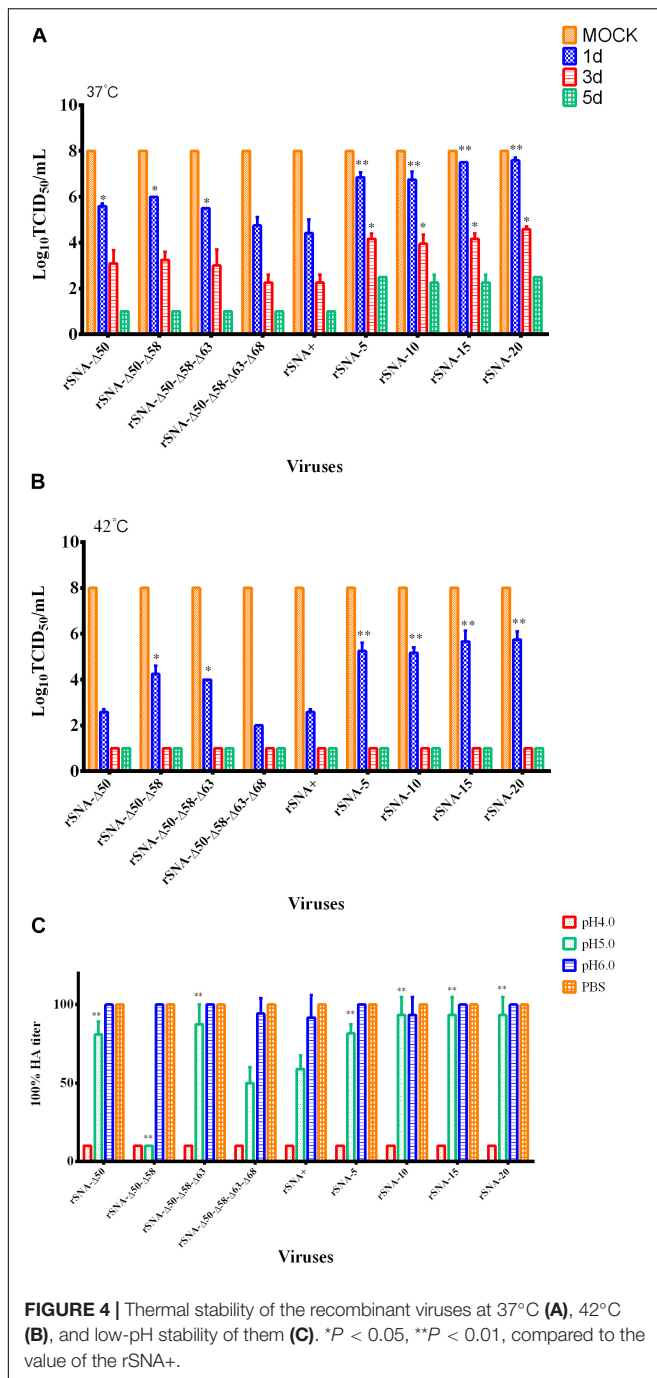 A
MOCK
1d
3d
5d
37°C
10
8
6
4
2
0
Log10TCID50/mL
* * * ** * ** * ** * ** *
rSNA-Δ50
rSNA-Δ50-Δ58
rSNA-Δ50-Δ58-Δ63
rSNA-Δ50-Δ58-Δ63-Δ68
rSNA+
rSNA-5
rSNA-10
rSNA-15
rSNA-20
Viruses
B
42°C
10
8
6
4
2
0
Log10TCID50/mL
* * ** ** ** **
rSNA-Δ50
rSNA-Δ50-Δ58
rSNA-Δ50-Δ58-Δ63
rSNA-Δ50-Δ58-Δ63-Δ68
rSNA+
rSNA-5
rSNA-10
rSNA-15
rSNA-20
Viruses
C
pH4.0
pH5.0
pH6.0
PBS
100
50
0
100% HA titer
** ** ** ** ** ** **
rSNA-Δ50
rSNA-Δ50-Δ58
rSNA-Δ50-Δ58-Δ63
rSNA-Δ50-Δ58-Δ63-Δ68
rSNA+
rSNA-5
rSNA-10
rSNA-15
rSNA-20
Viruses
FIGURE 4 | Thermal stability of the recombinant viruses at 37°C (A), 42°C
(B), and low-pH stability of them (C). *P < 0.05, **P < 0.01, compared to the
value of the rSNA+.